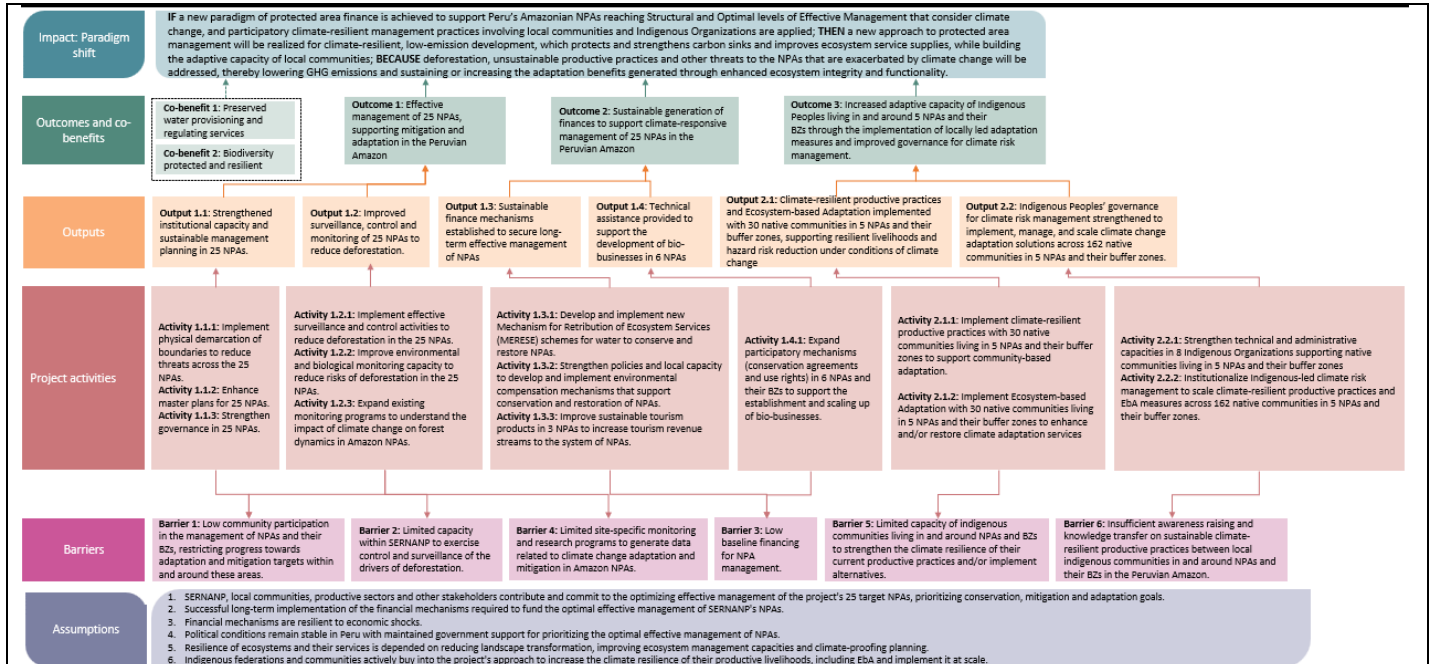 Impact: Paradigm
shift
IF a new paradigm of protected area finance is achieved to support Peru's Amazonian NPAs reaching Structural and Optimal levels of Effective Management that consider climate
change, and participatory climate-resilient management practices involving local communities and Indigenous Organizations are applied; THEN a new approach to protected area
management will be realized for climate-resilient, low-emission development, which protects and strengthens carbon sinks and improves ecosystem service supplies, while building
the adaptive capacity of local communities; BECAUSE deforestation, unsustainable productive practices and other threats to the NPAs that are exacerbated by climate change will be
addressed, thereby lowering GHG emissions and sustaining or increasing the adaptation benefits generated through enhanced ecosystem integrity and functionality.
Outcomes and co-
benefits
Co-benefit 1: Preserved
water provisioning and
regulating services
Co-benefit 2: Biodiversity
protected and resilient
Outcome 1: Effective
management of 25 NPAs,
supporting mitigation and
adaptation in the Peruvian
Amazon
Outcome 2: Sustainable generation of
finances to support climate-responsive
management of 25 NPAs in the
Peruvian Amazon
Outcome 3: Increased adaptive capacity of Indigenous
Peoples living in and around 5 NPAs and their
BZs through the implementation of locally led adaptation
measures and improved governance for climate risk
management.
Outputs
Output 1.1: Strengthened
institutional capacity and
sustainable management
planning in 25 NPAs.
Output 1.2: Improved
surveillance, control and
monitoring of 25 NPAs to
reduce deforestation.
Output 1.3: Sustainable
finance mechanisms
established to secure long-
term effective management
of NPAs
Output 1.4: Technical
assistance provided to
support the
development of bio-
businesses in 6 NPAs
Output 2.1: Climate-resilient productive practices
and Ecosystem-based Adaptation implemented
with 30 native communities in 5 NPAs and their
buffer zones, supporting resilient livelihoods and
hazard risk reduction under conditions of climate
change
Output 2.2: Indigenous Peoples' governance
for climate risk management strengthened to
implement, manage, and scale climate change
adaptation solutions across 162 native
communities in 5 NPAs and their buffer zones.
Project activities
Activity 1.1.1: Implement
physical demarcation of
boundaries to reduce
threats across the 25
NPAs.
Activity 1.1.2: Enhance
master plans for 25 NPAs.
Activity 1.1.3: Strengthen
governance in 25 NPAs.
Activity 1.2.1: Implement effective
surveillance and control activities to
reduce deforestation in the 25 NPAs.
Activity 1.2.2: Improve environmental
and biological monitoring capacity to
reduce risks of deforestation in the 25
NPAs.
Activity 1.2.3: Expand existing
monitoring programs to understand the
impact of climate change on forest
dynamics in Amazon NPAs.
Activity 1.3.1: Develop and implement new
Mechanism for Retribution of Ecosystem Services
(MERESE) schemes for water to conserve and
restore NPAs.
Activity 1.3.2: Strengthen policies and local capacity
to develop and implement environmental
compensation mechanisms that support
conservation and restoration of NPAs.
Activity 1.3.3: Improve sustainable tourism
products in 3 NPAs to increase tourism revenue
streams to the system of NPAs.
Activity 1.4.1: Expand
participatory mechanisms
(conservation agreements
and use rights) in 6 NPAs and
their BZs to support the
establishment and scaling up
of bio-businesses.
Activity 2.1.1: Implement climate-resilient
productive practices with 30 native
communities living in 5 NPAs and their buffer
zones to support community-based
adaptation.
Activity 2.1.2: Implement Ecosystem-based
Adaptation with 30 native communities living
in 5 NPAs and their buffer zones to enhance
and/or restore climate adaptation services
Activity 2.2.1: Strengthen technical and administrative
capacities in 8 Indigenous Organizations supporting native
communities living in 5 NPAs and their buffer zones
Activity 2.2.2: Institutionalize Indigenous-led climate risk
management to scale climate-resilient productive practices and
EbA measures across 162 native communities in 5 NPAs and
their buffer zones.
Barriers
Barrier 1: Low community participation
in the management of NPAs and their
BZs, restricting progress towards
adaptation and mitigation targets within
and around these areas.
Barrier 2: Limited capacity
within SERNANP to exercise
control and surveillance of the
drivers of deforestation.
Barrier 4: Limited site-specific monitoring
and research programs to generate data
related to climate change adaptation and
mitigation in Amazon NPAs.
Barrier 3: Low
baseline financing for
NPA
management.
Barrier 5: Limited capacity of indigenous
communities living in and around NPAs and BZs
to strengthen the climate resilience of their
current productive practices and/or implement
alternatives.
Barrier 6: Insufficient awareness raising and
knowledge transfer on sustainable climate-
resilient productive practices between local
indigenous communities in and around NPAs and
their BZs in the Peruvian Amazon.
Assumptions
1. SERNANP, local communities, productive sectors and other stakeholders contribute and commit to the optimizing effective management of the project's 25 target NPAs, prioritizing conservation, mitigation and adaptation goals.
2. Successful long-term implementation of the financial mechanisms required to fund the optimal effective management of SERNANP's NPAs.
3. Financial mechanisms are resilient to economic shocks.
4. Political conditions remain stable in Peru with maintained government support for prioritizing the optimal effective management of NPAs.
5. Resilience of ecosystems and their services is depended on reducing landscape transformation, improving ecosystem management capacities and climate-proofing planning.
6. Indigenous federations and communities actively buy into the project's approach to increase the climate resilience of their productive livelihoods, including EbA and implement it at scale.